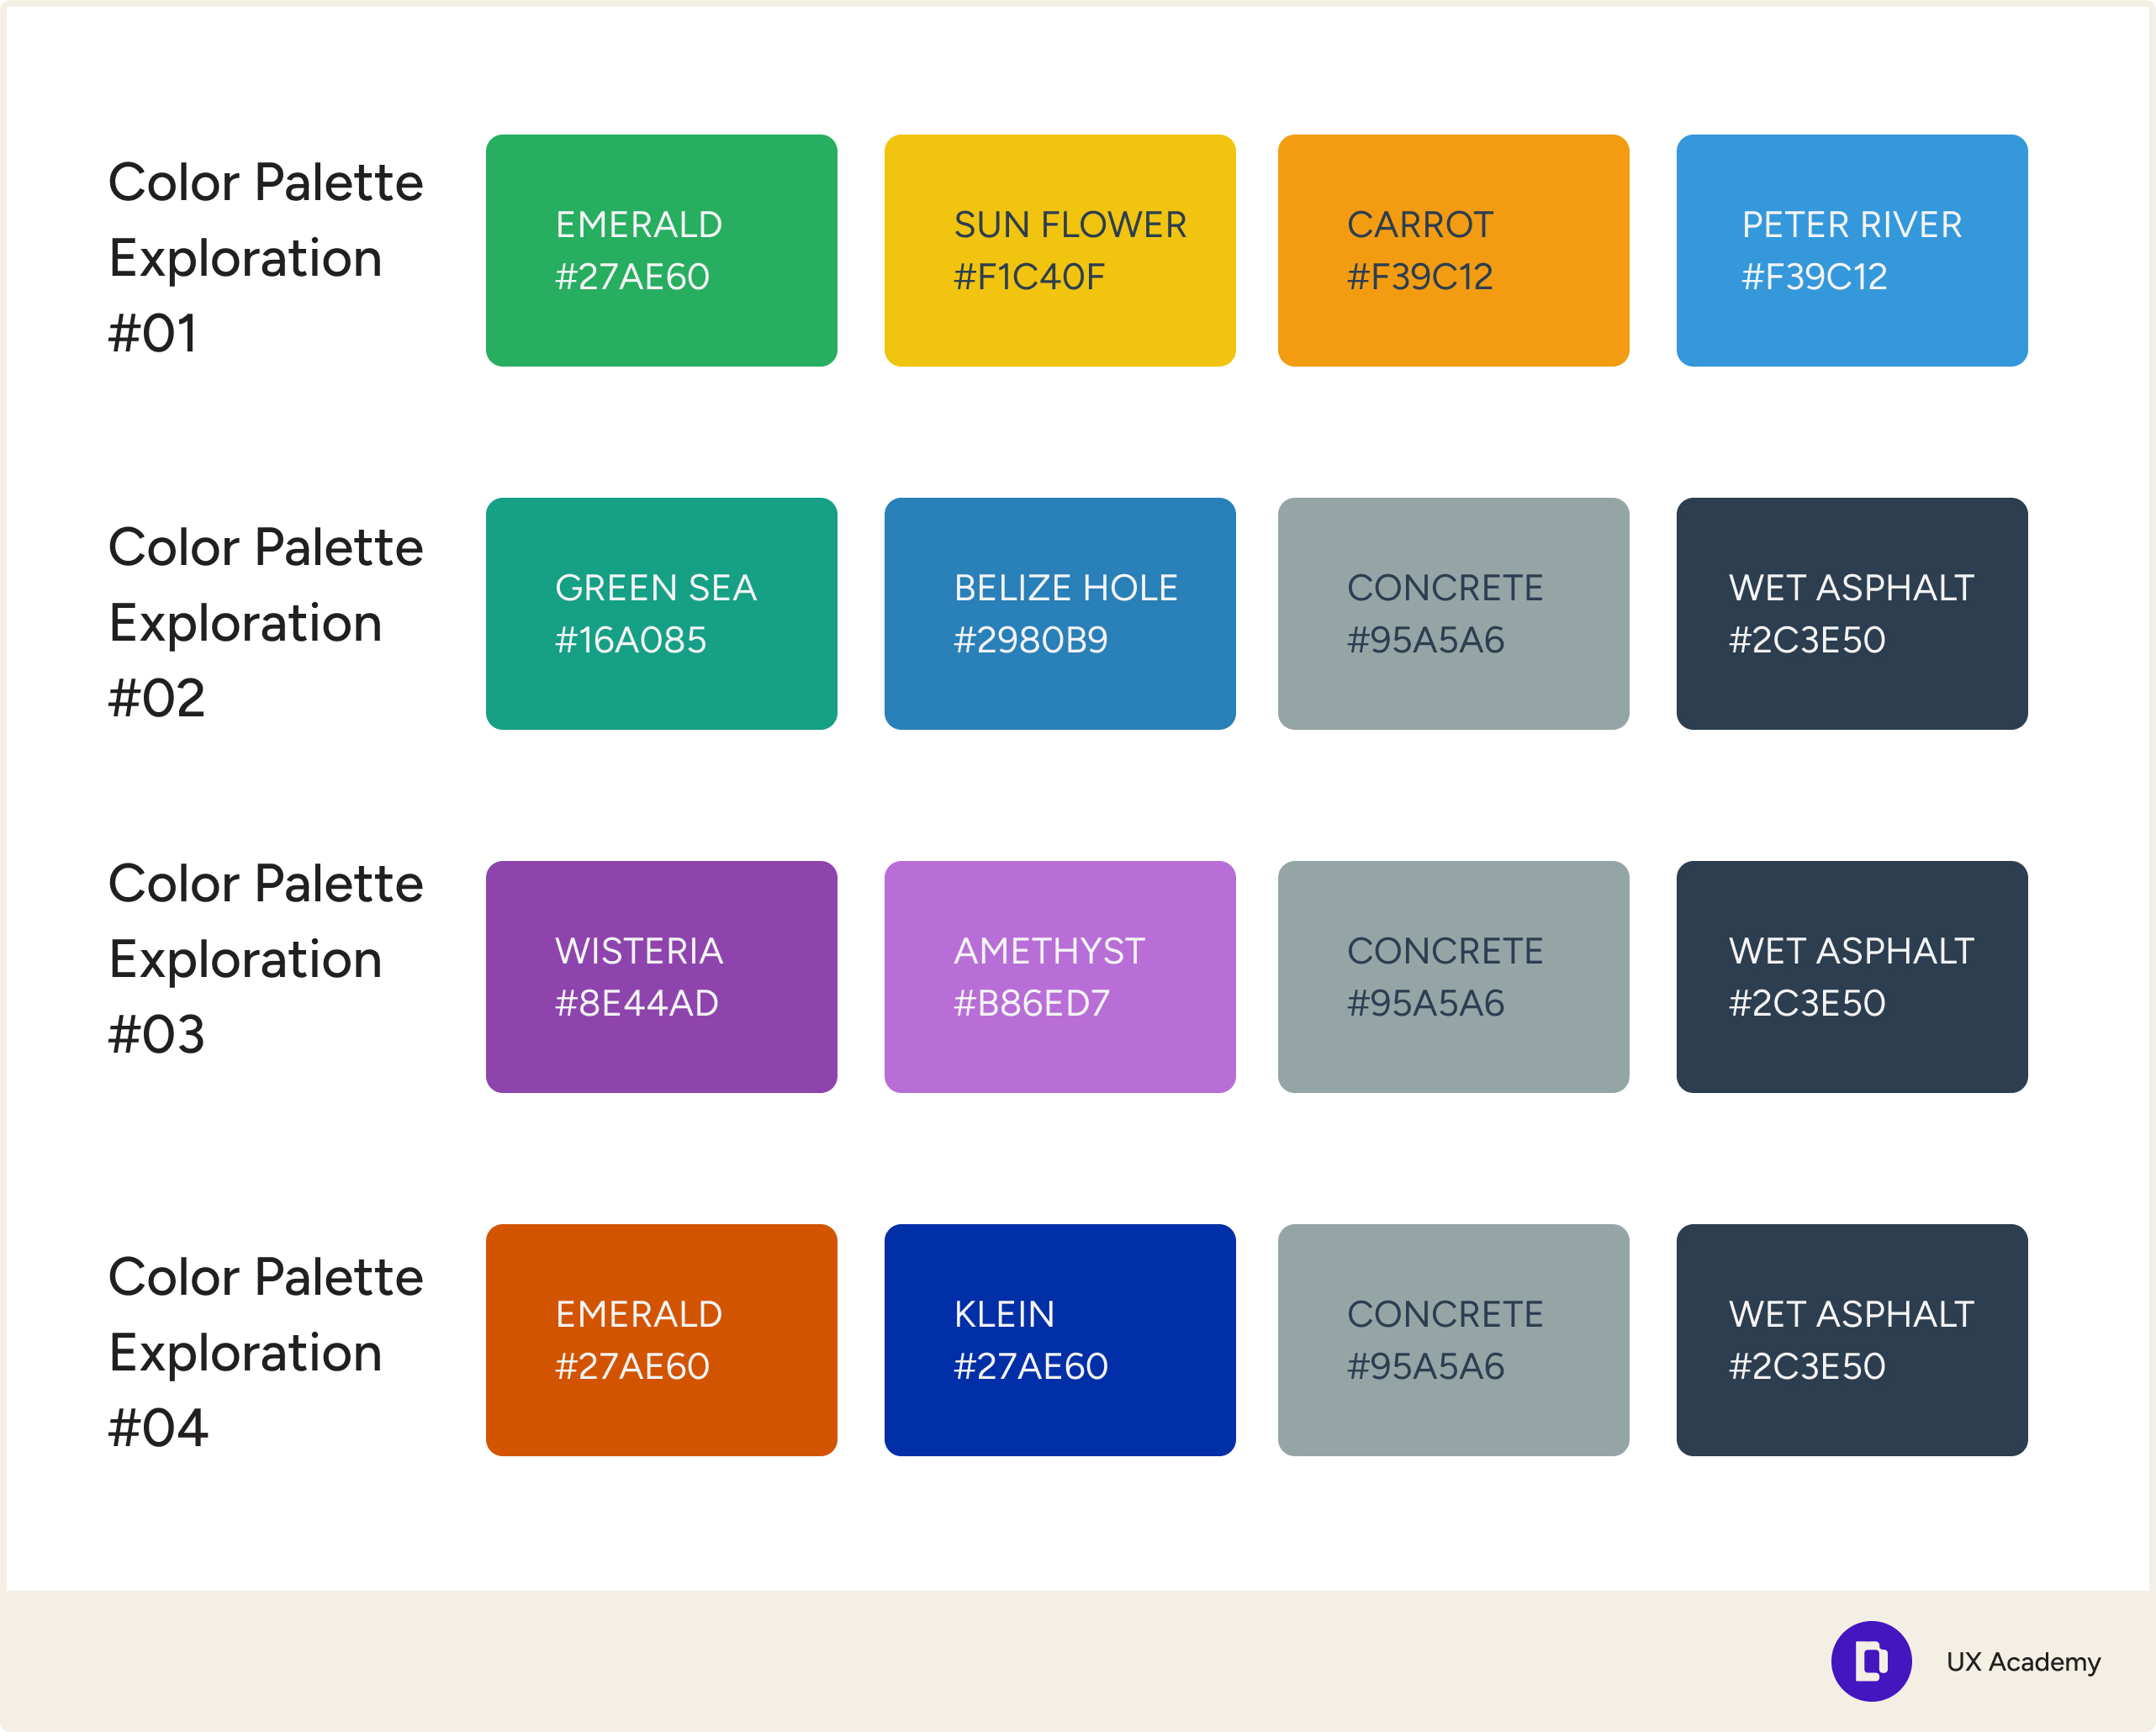 Color Palette
Exploration
#01
EMERALD
#27AE60
SUN FLOWER
#F1C40F
CARROT
#F39C12
PETER RIVER
#F39C12
Color Palette
Exploration
#02
GREEN SEA
#16A085
BELIZE HOLE
#2980B9
CONCRETE
#95A5A6
WET ASPHALT
#2C3E50
Color Palette
Exploration
#03
WISTERIA
#8E44AD
AMETHYST
#B86ED7
CONCRETE
#95A5A6
WET ASPHALT
#2C3E50
Color Palette
Exploration
#04
EMERALD
#27AE60
KLEIN
#27AE60
CONCRETE
#95A5A6
WET ASPHALT
#2C3E50
UX Academy